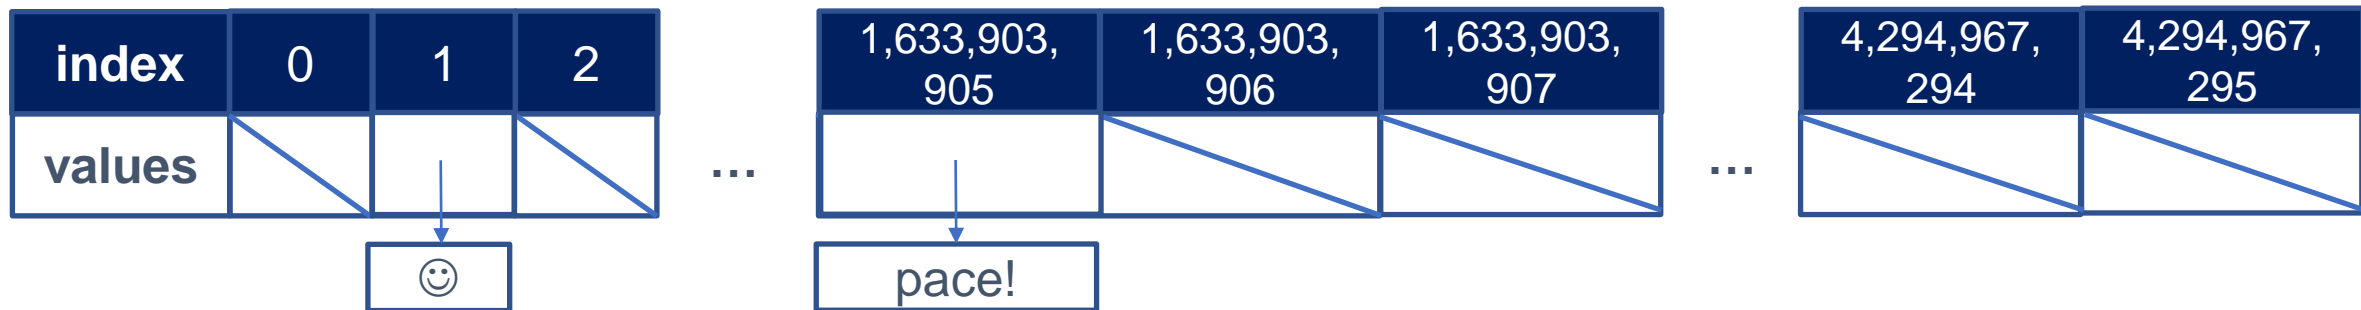 index 0 1 2 ... 1,633,903, 1,633,903, 1,633,903, ... 4,294,967, 4,294,967,
905 906 907 294 295
values ... ...
☺ pace!